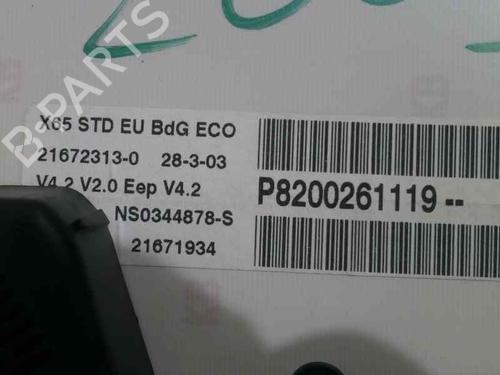 X65 STD EU BdG ECO
21672313-0 28-3-03
V4.2 V2.0 Eep V4.2
P8200261119--
NS0344878-S
21671934
B-Parts